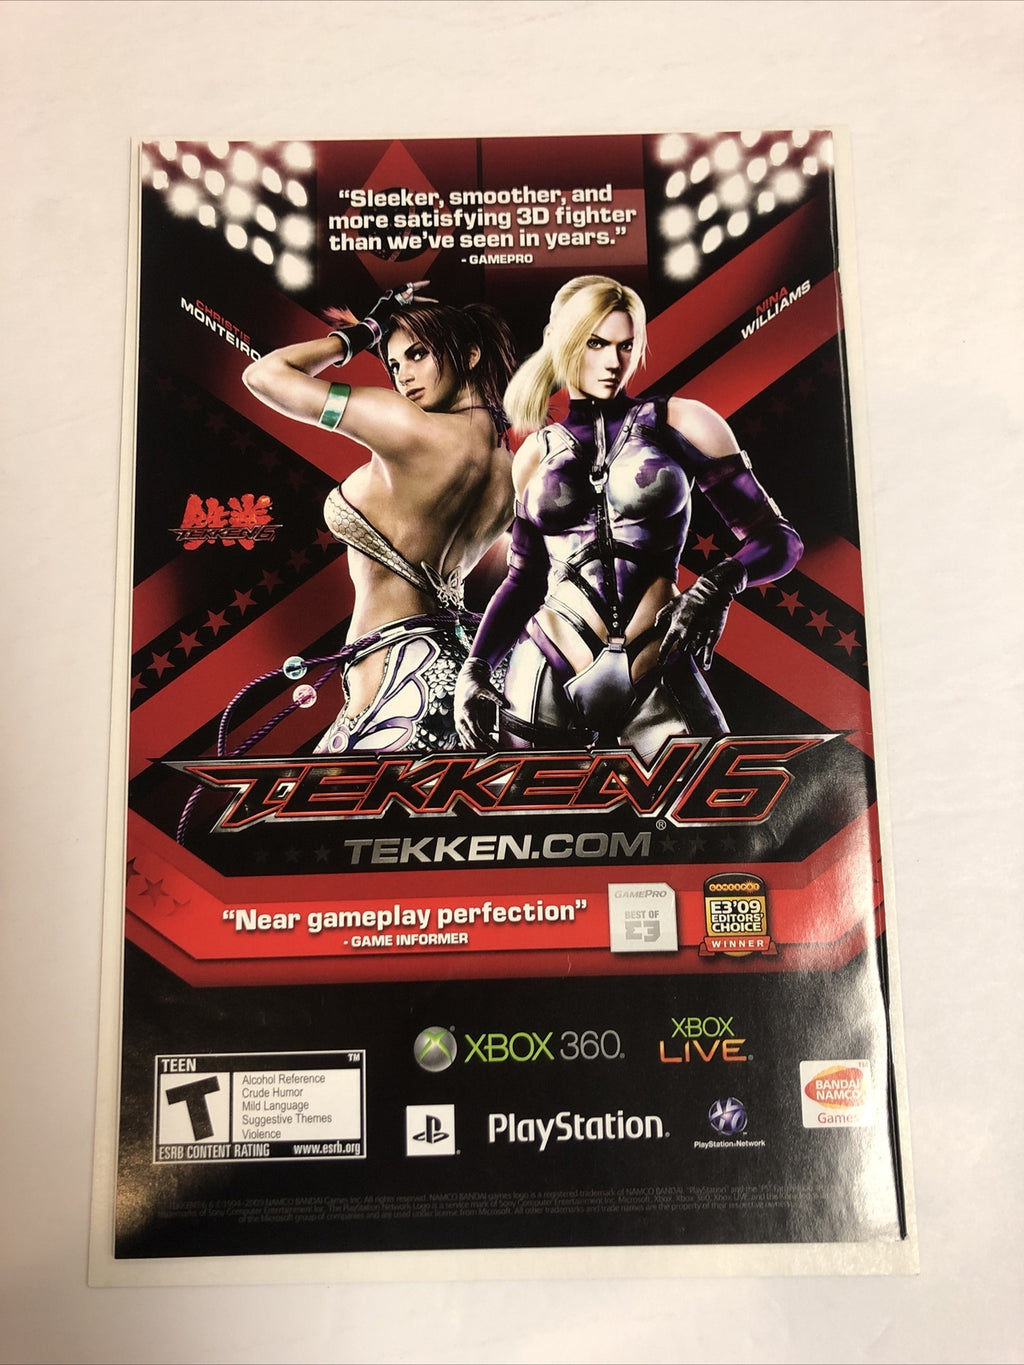 “Sleeker, smoother, and
more satisfying 3D fighter
than we've seen in years.”
- GAMEPRO
CHRISTIE
MONTEIRO
NINA
WILLIAMS
鉄拳
TEKKEN 6
TEKKEN 6®
TEKKEN.COM
“Near gameplay perfection”
- GAME INFORMER
GAMEPRO
BEST OF
E3
GAMESPOT
E3'09
EDITORS'
CHOICE
WINNER
XBOX 360.
XBOX
LIVE.
TEEN ™
T
Alcohol Reference
Crude Humor
Mild Language
Suggestive Themes
Violence
ESRB CONTENT RATING www.esrb.org
PlayStation®
PlayStation®Network
BANDAI
NAMCO
Games